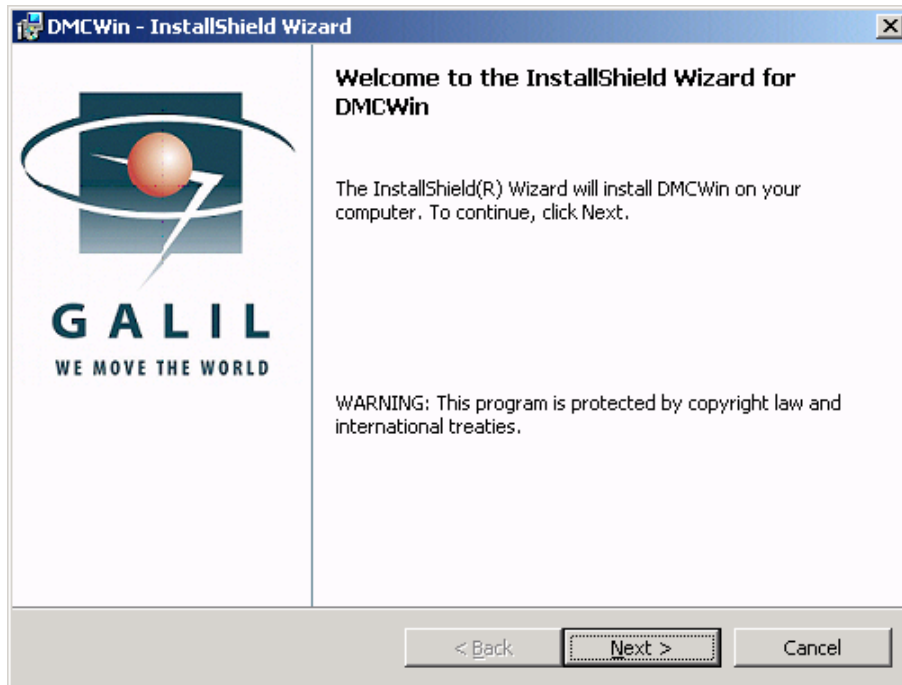 DMCWin - InstallShield Wizard
Welcome to the InstallShield Wizard for
DMCWin
The InstallShield(R) Wizard will install DMCWin on your
computer. To continue, click Next.
GALIL
WE MOVE THE WORLD
WARNING: This program is protected by copyright law and
international treaties.
< Back
Next >
Cancel